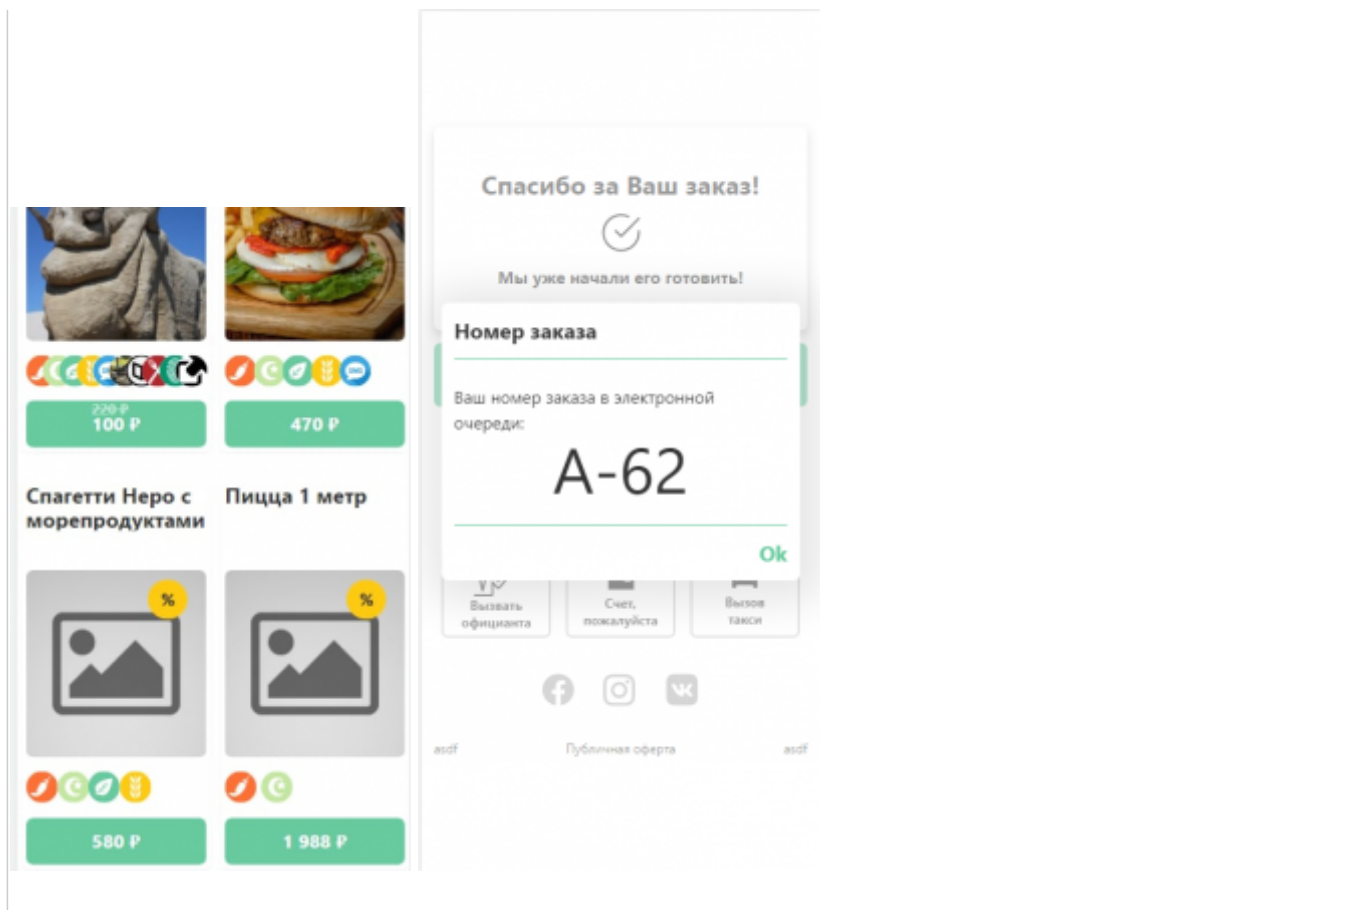 220 ₽
100 ₽
470 ₽
Спагетти Неро с
морепродуктами
Пицца 1 метр
%
%
580 ₽
1 988 ₽
Спасибо за Ваш заказ!
Мы уже начали его готовить!
Номер заказа
Ваш номер заказа в электронной
очереди:
A-62
Ok
Вызвать
официанта
Счет,
пожалуйста
Вызов
такси
asdf
Публичная оферта
asdf